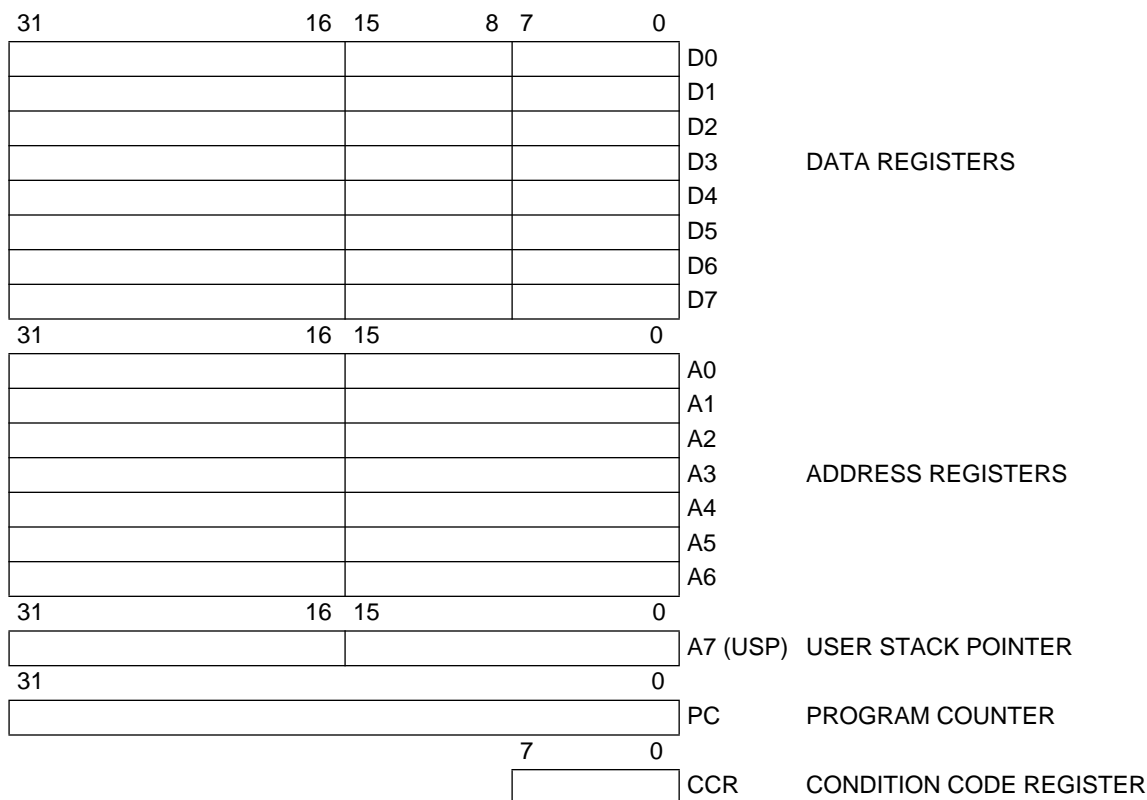 31 16 15 8 7 0
D0
D1
D2
D3 DATA REGISTERS
D4
D5
D6
D7
31 16 15 0
A0
A1
A2
A3 ADDRESS REGISTERS
A4
A5
A6
31 16 15 0
A7 (USP) USER STACK POINTER
31 0
PC PROGRAM COUNTER
7 0
CCR CONDITION CODE REGISTER